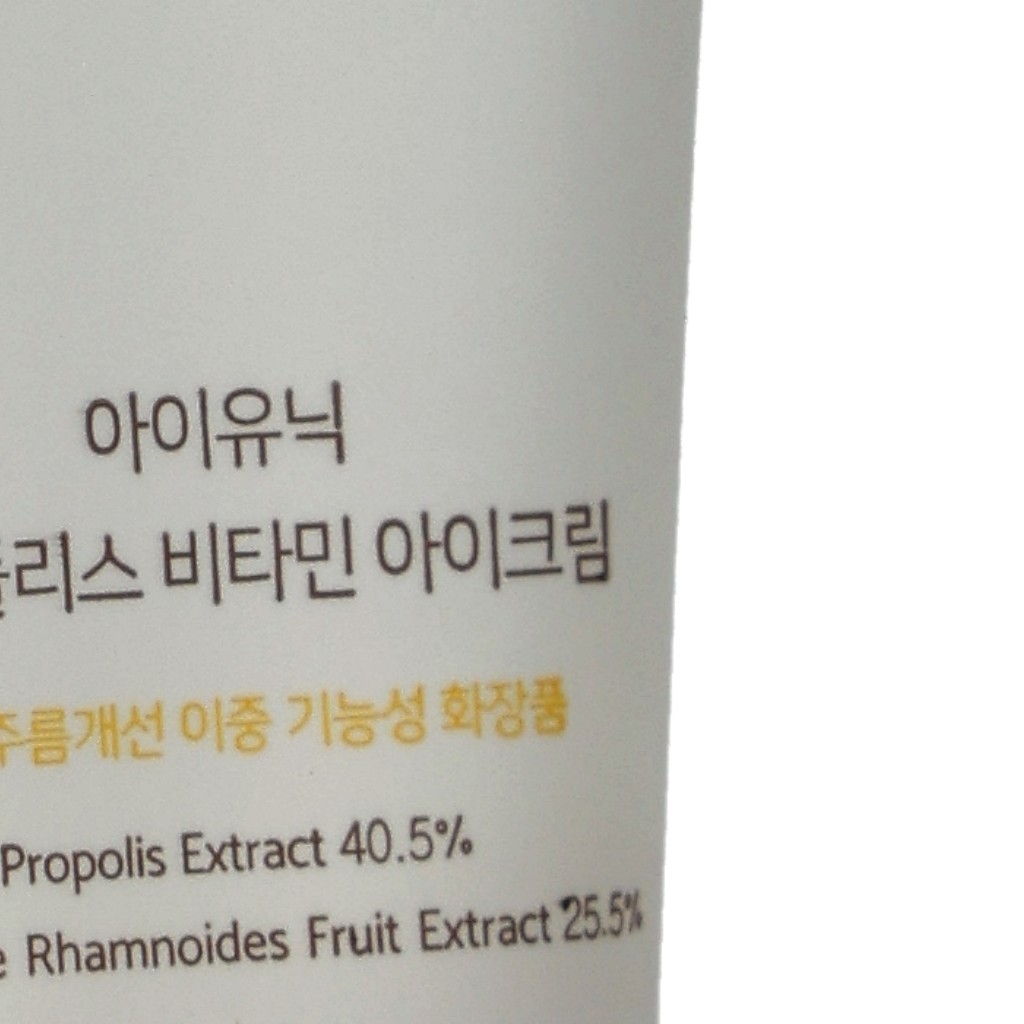 아이유닉
폴리스 비타민 아이크림
주름개선 이중 기능성 화장품
Propolis Extract 40.5%
Rhamnoides Fruit Extract 25.5%